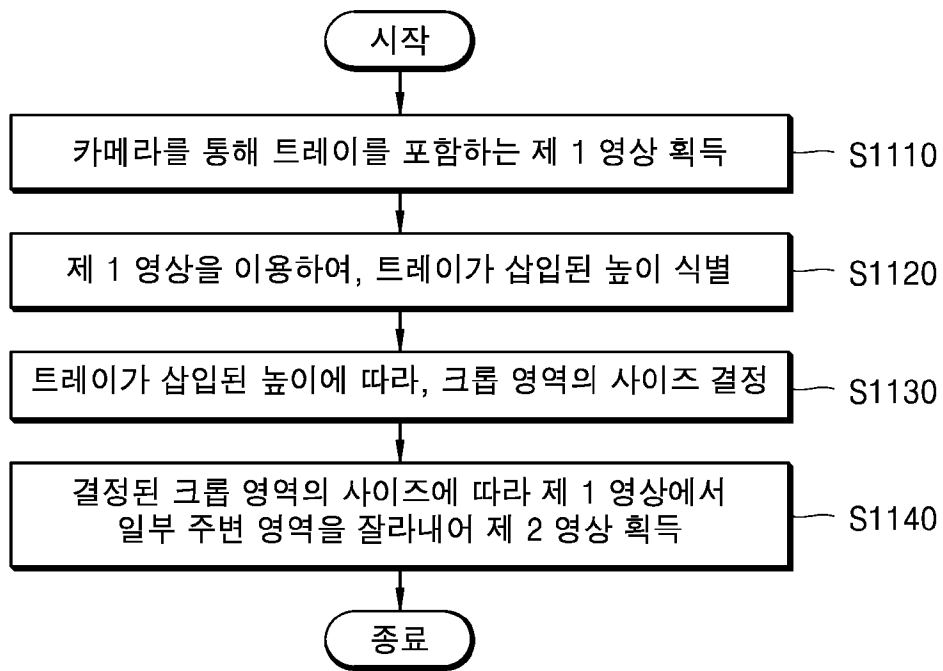 시작
카메라를 통해 트레이를 포함하는 제 1 영상 획득
S1110
제 1 영상을 이용하여, 트레이가 삽입된 높이 식별
S1120
트레이가 삽입된 높이에 따라, 크롭 영역의 사이즈 결정
S1130
결정된 크롭 영역의 사이즈에 따라 제 1 영상에서
일부 주변 영역을 잘라내어 제 2 영상 획득
S1140
종료